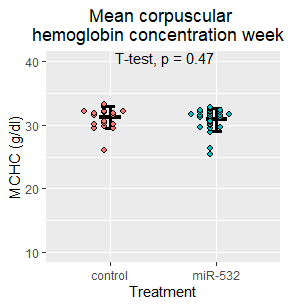 Mean corpuscular
hemoglobin concentration week
T-test, p = 0.47
MCHC (g/dl)
40
30
20
10
control
miR-532
Treatment